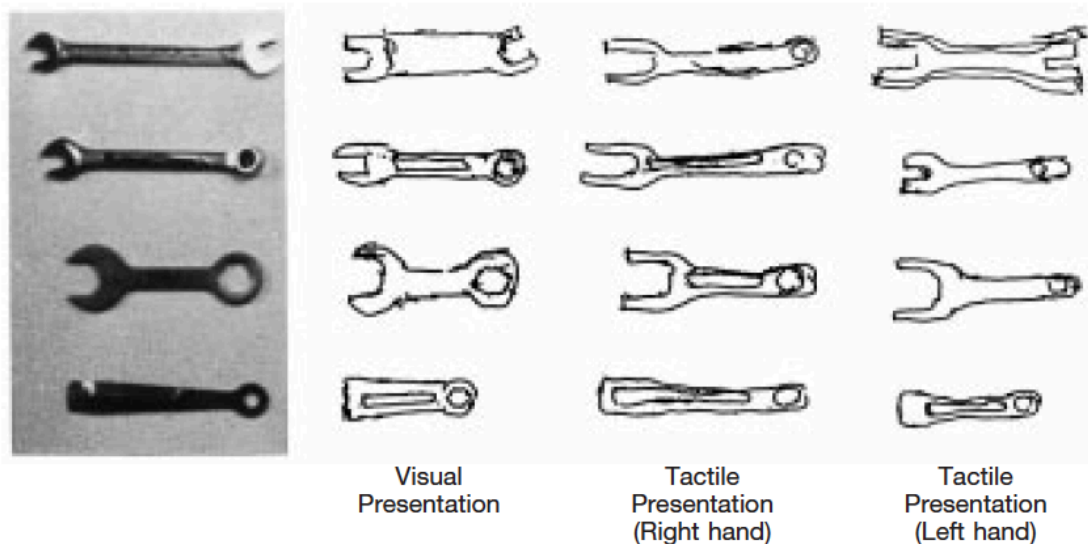 Visual
Presentation
Tactile
Presentation
(Right hand)
Tactile
Presentation
(Left hand)